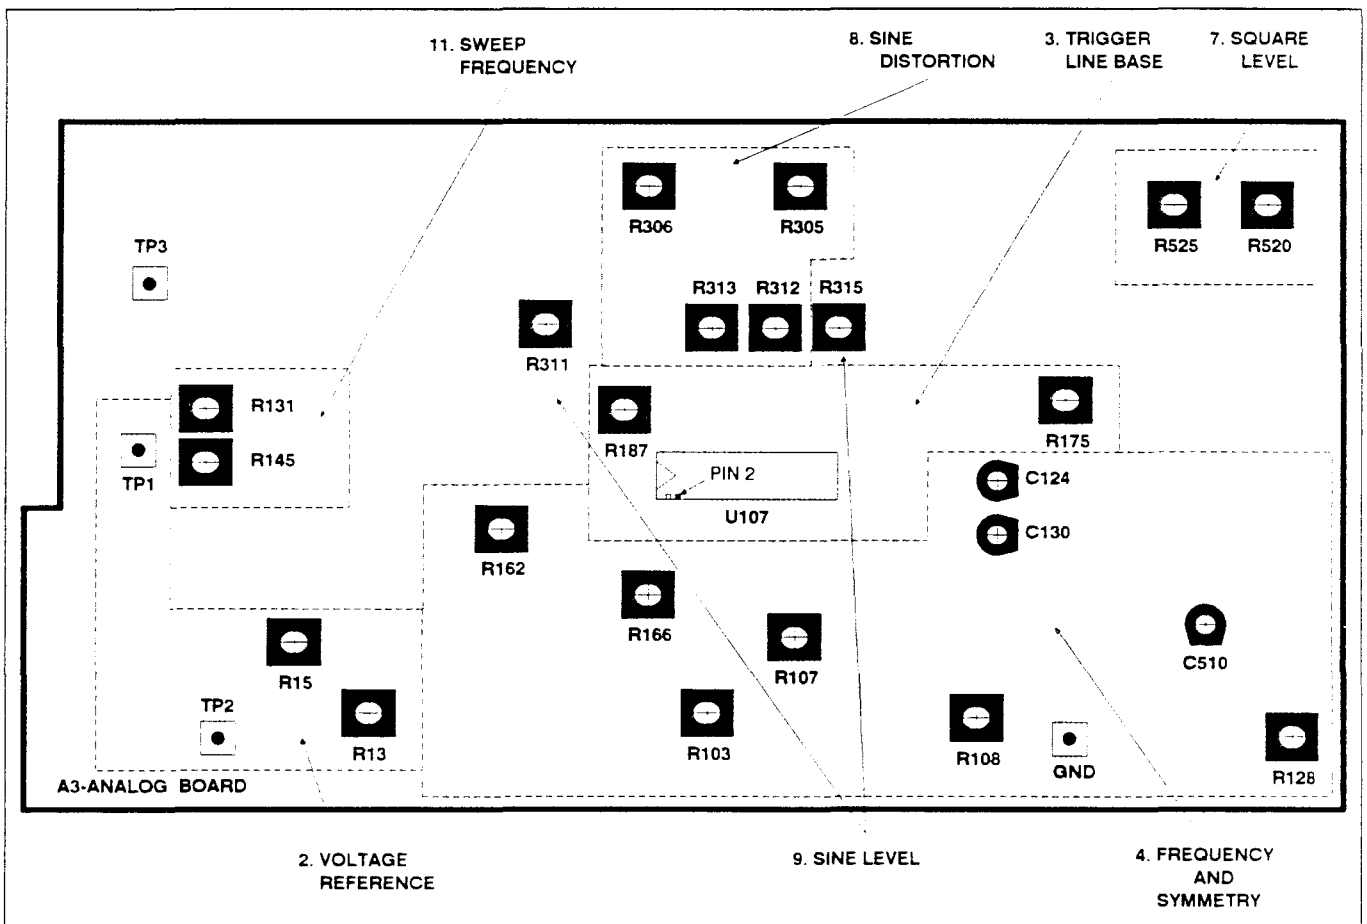 11. SWEEP
FREQUENCY
8. SINE
DISTORTION
3. TRIGGER
LINE BASE
7. SQUARE
LEVEL
R306
R305
R525
R520
TP3
R313
R312
R315
R311
R131
R145
TP1
R187
R175
PIN 2
U107
C124
C130
R162
R166
R107
C510
R15
TP2
R13
R103
R108
GND
R128
A3-ANALOG BOARD
2. VOLTAGE
REFERENCE
9. SINE LEVEL
4. FREQUENCY
AND
SYMMETRY